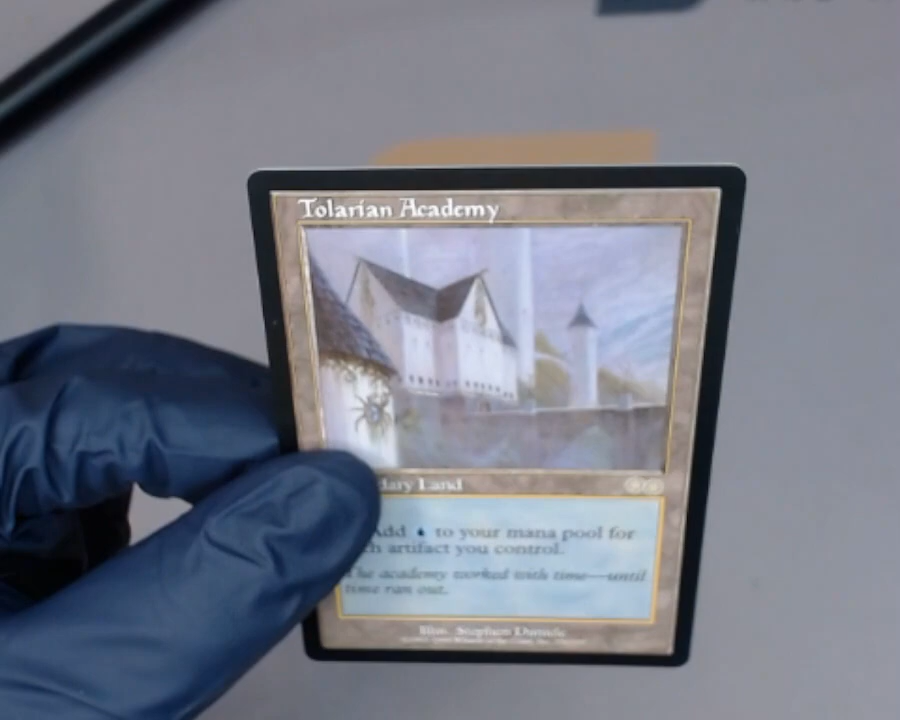 Tolarian Academy
dary Land
Add to your mana pool for
ch artifact you control.
The academy worked with time—until
time ran out.
Illus. Stephen Daniele